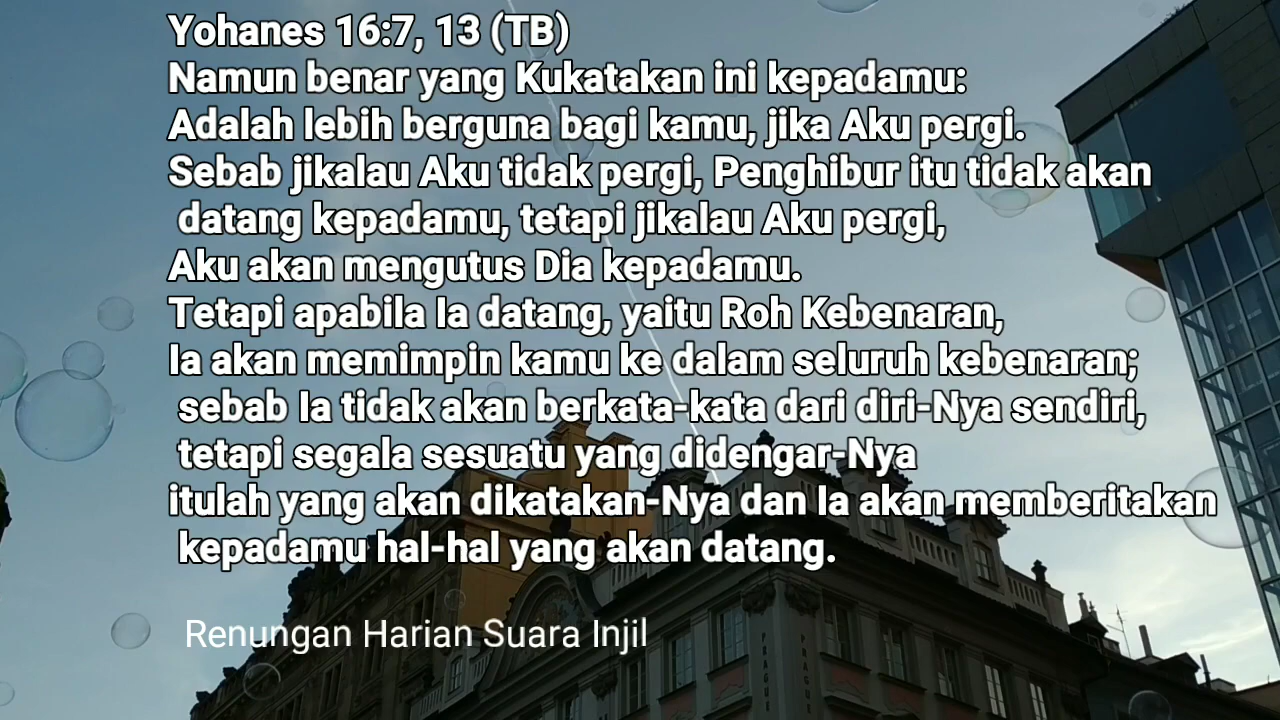 Yohanes 16:7, 13 (TB)
Namun benar yang Kukatakan ini kepadamu:
Adalah lebih berguna bagi kamu, jika Aku pergi.
Sebab jikalau Aku tidak pergi, Penghibur itu tidak akan
datang kepadamu, tetapi jikalau Aku pergi,
Aku akan mengutus Dia kepadamu.
Tetapi apabila Ia datang, yaitu Roh Kebenaran,
Ia akan memimpin kamu ke dalam seluruh kebenaran;
sebab Ia tidak akan berkata-kata dari diri-Nya sendiri,
tetapi segala sesuatu yang didengar-Nya
itulah yang akan dikatakan-Nya dan Ia akan memberitakan
kepadamu hal-hal yang akan datang.
Renungan Harian Suara Injil
PRAGUE
PRAGUE